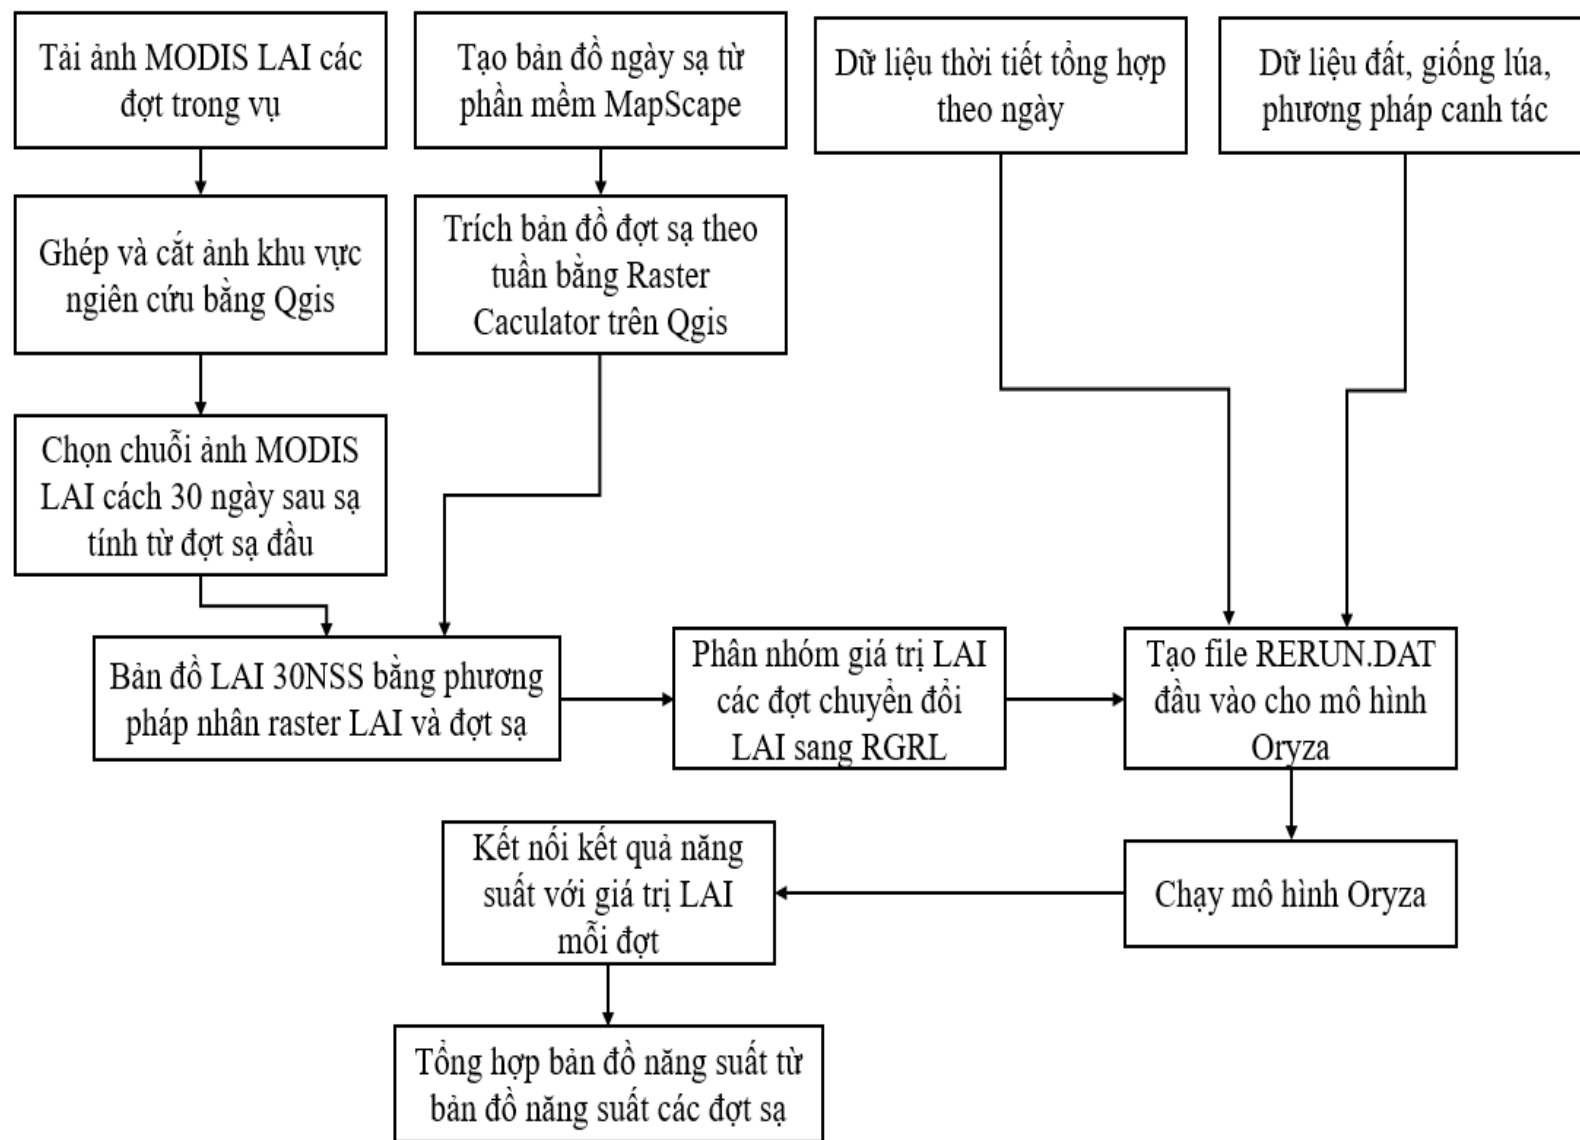 Tải ảnh MODIS LAI các
đợt trong vụ
Tạo bản đồ ngày sạ từ
phần mềm MapScape
Dữ liệu thời tiết tổng hợp
theo ngày
Dữ liệu đất, giống lúa,
phương pháp canh tác
Ghép và cắt ảnh khu vực
ngiên cứu bằng Qgis
Trích bản đồ đợt sạ theo
tuần bằng Raster
Caculator trên Qgis
Chọn chuỗi ảnh MODIS
LAI cách 30 ngày sau sạ
tính từ đợt sạ đầu
Bản đồ LAI 30NSS bằng phương
pháp nhân raster LAI và đợt sạ
Phân nhóm giá trị LAI
các đợt chuyển đổi
LAI sang RGRL
Tạo file RERUN.DAT
đầu vào cho mô hình
Oryza
Kết nối kết quả năng
suất với giá trị LAI
mỗi đợt
Chạy mô hình Oryza
Tổng hợp bản đồ năng suất từ
bản đồ năng suất các đợt sạ